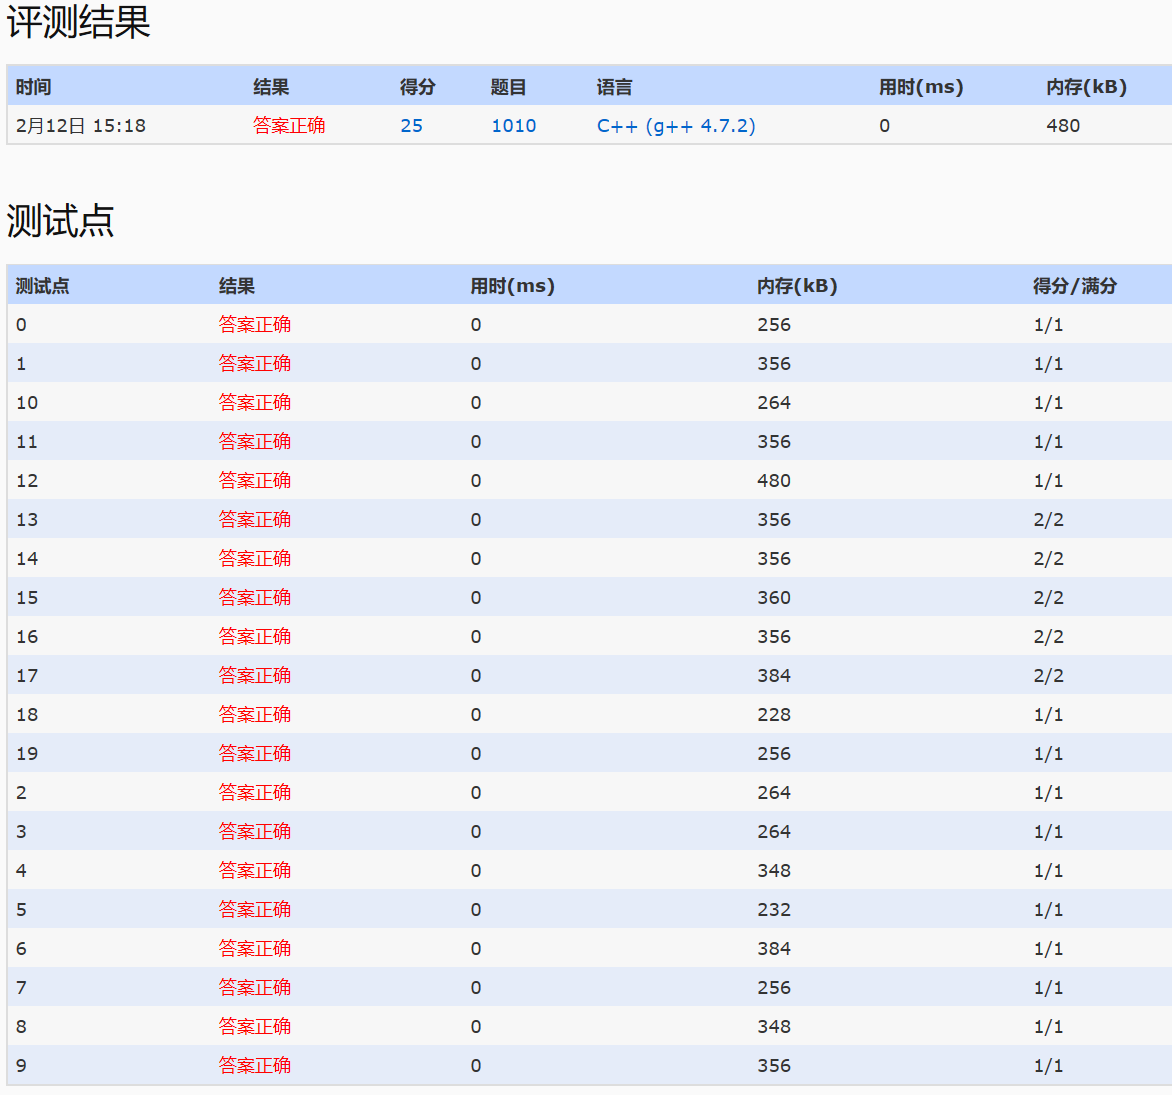 评测结果
时间 结果 得分 题目 语言 用时(ms) 内存(kB)
2月12日 15:18 答案正确 25 1010 C++ (g++ 4.7.2) 0 480
测试点
测试点 结果 用时(ms) 内存(kB) 得分/满分
0 答案正确 0 256 1/1
1 答案正确 0 356 1/1
10 答案正确 0 264 1/1
11 答案正确 0 356 1/1
12 答案正确 0 480 1/1
13 答案正确 0 356 2/2
14 答案正确 0 356 2/2
15 答案正确 0 360 2/2
16 答案正确 0 356 2/2
17 答案正确 0 384 2/2
18 答案正确 0 228 1/1
19 答案正确 0 256 1/1
2 答案正确 0 264 1/1
3 答案正确 0 264 1/1
4 答案正确 0 348 1/1
5 答案正确 0 232 1/1
6 答案正确 0 384 1/1
7 答案正确 0 256 1/1
8 答案正确 0 348 1/1
9 答案正确 0 356 1/1